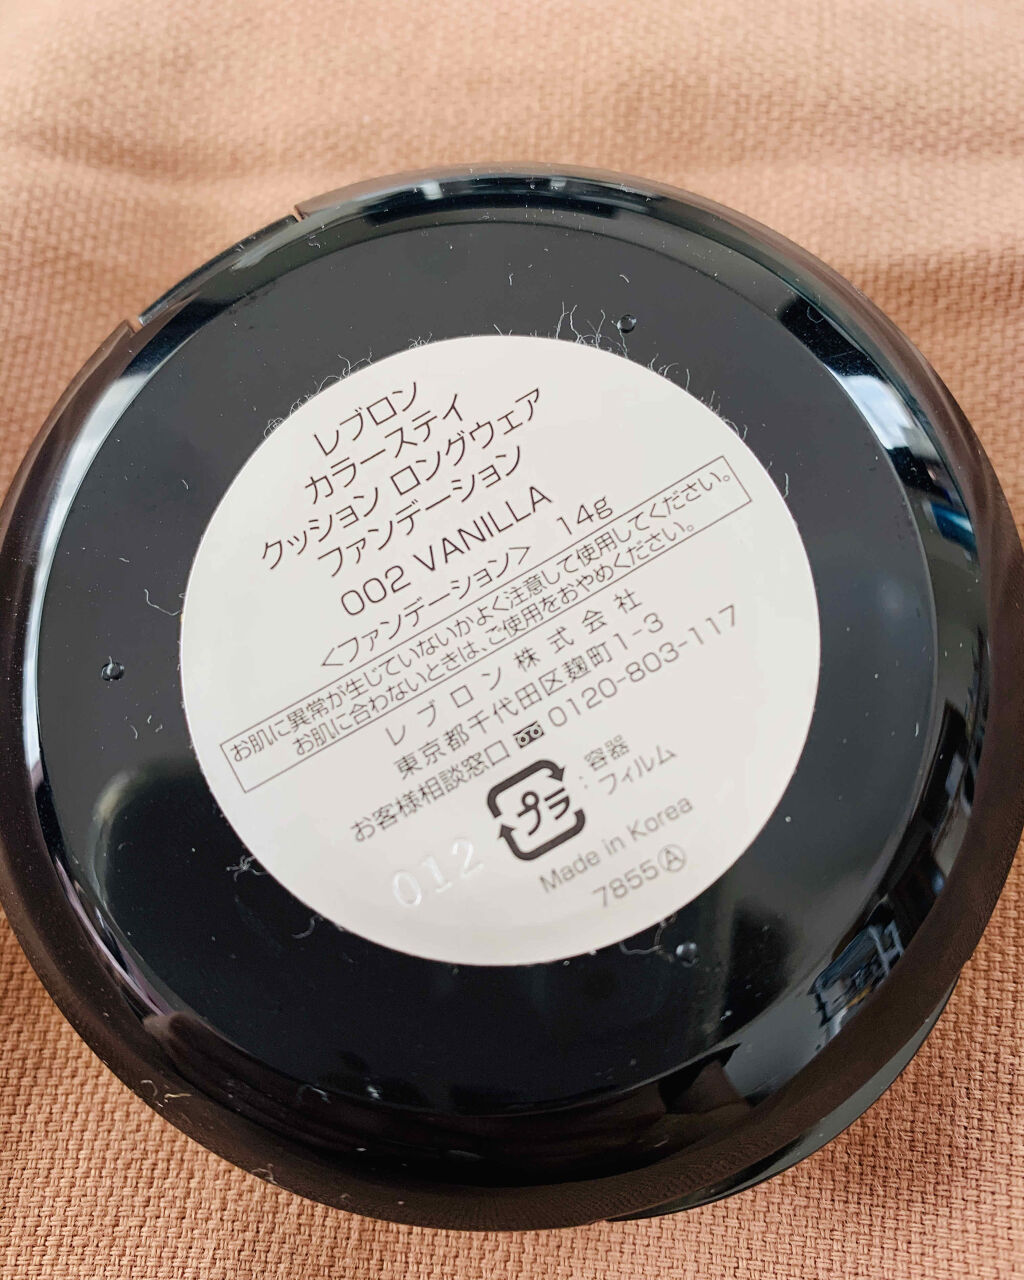 レブロン
カラースティ
クッション ロングウェア
ファンデーション
002 VANILLA
<ファンデーション> 14g
お肌に異常が生じていないかよく注意して使用してください。
お肌に合わないときは、ご使用をおやめください。
レブロン株式会社
東京都千代田区麹町1-3
お客様相談窓口 0120-803-117
プラ : 容器
フィルム
Made in Korea
7855Ⓐ
012